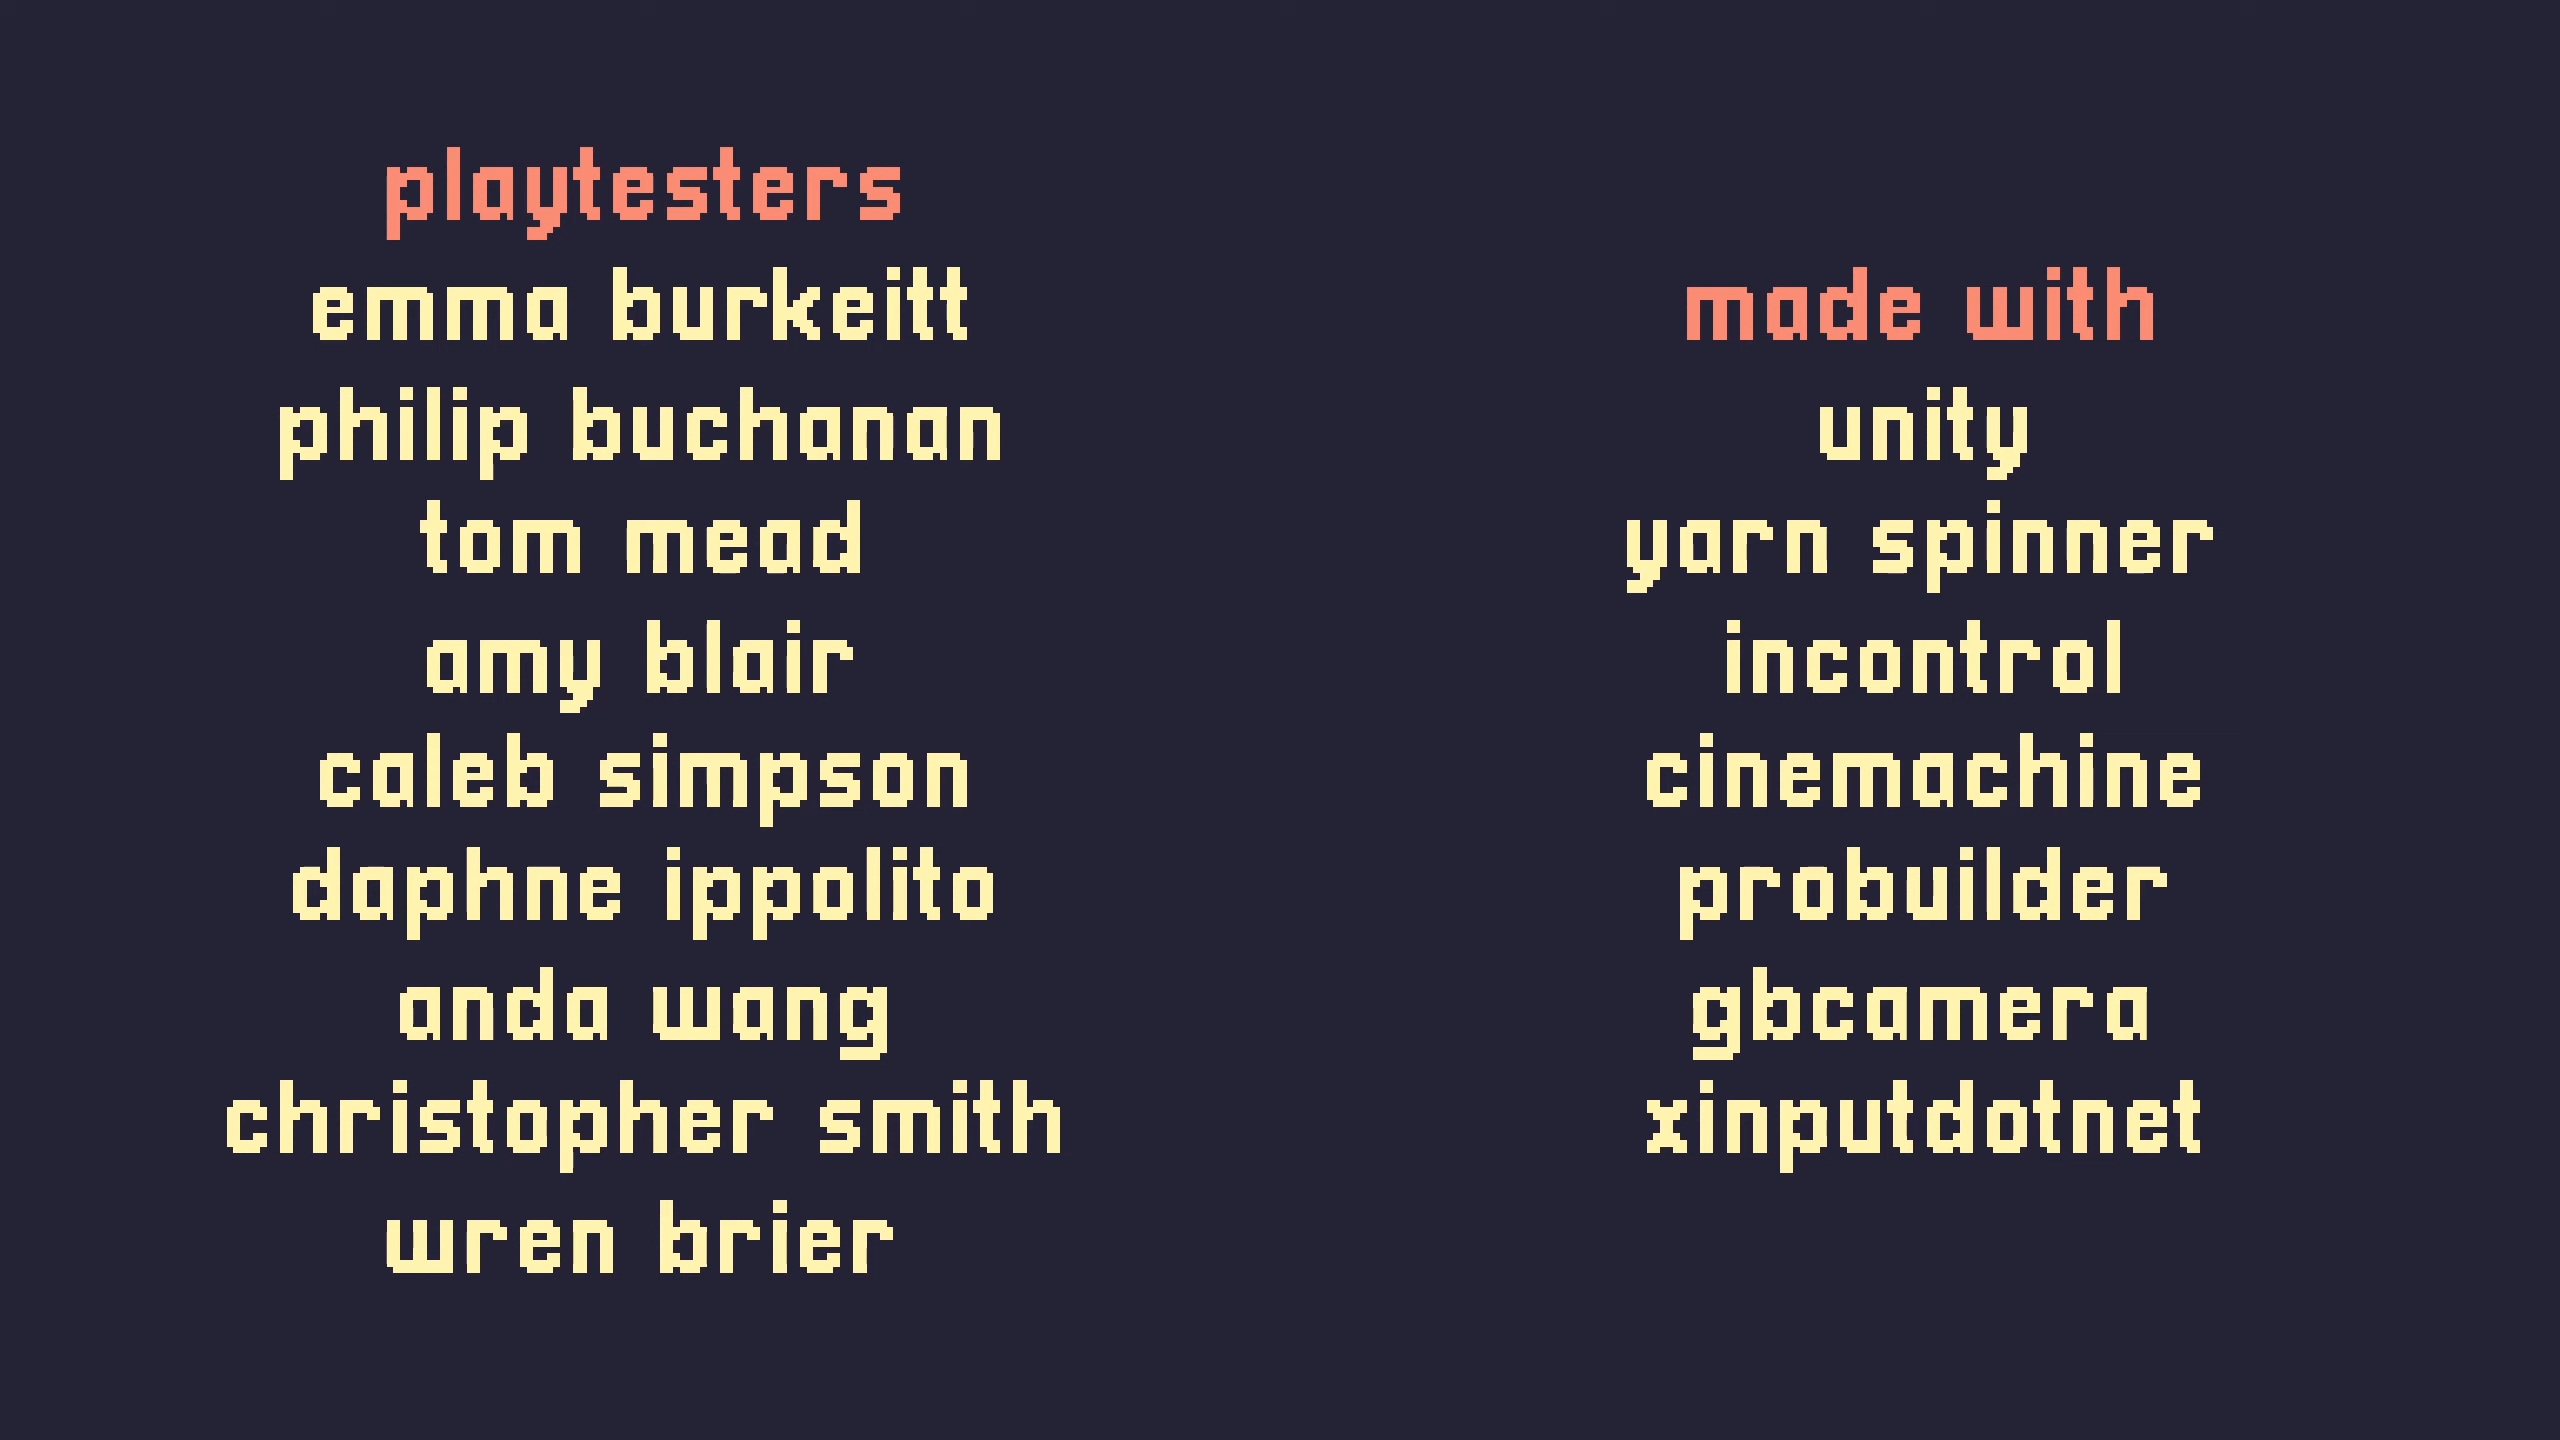 playtesters
emma burkeitt
philip buchanan
tom mead
amy blair
caleb simpson
daphne ippolito
anda wang
christopher smith
wren brier
made with
unity
yarn spinner
incontrol
cinemachine
probuilder
gbcamera
xinputdotnet